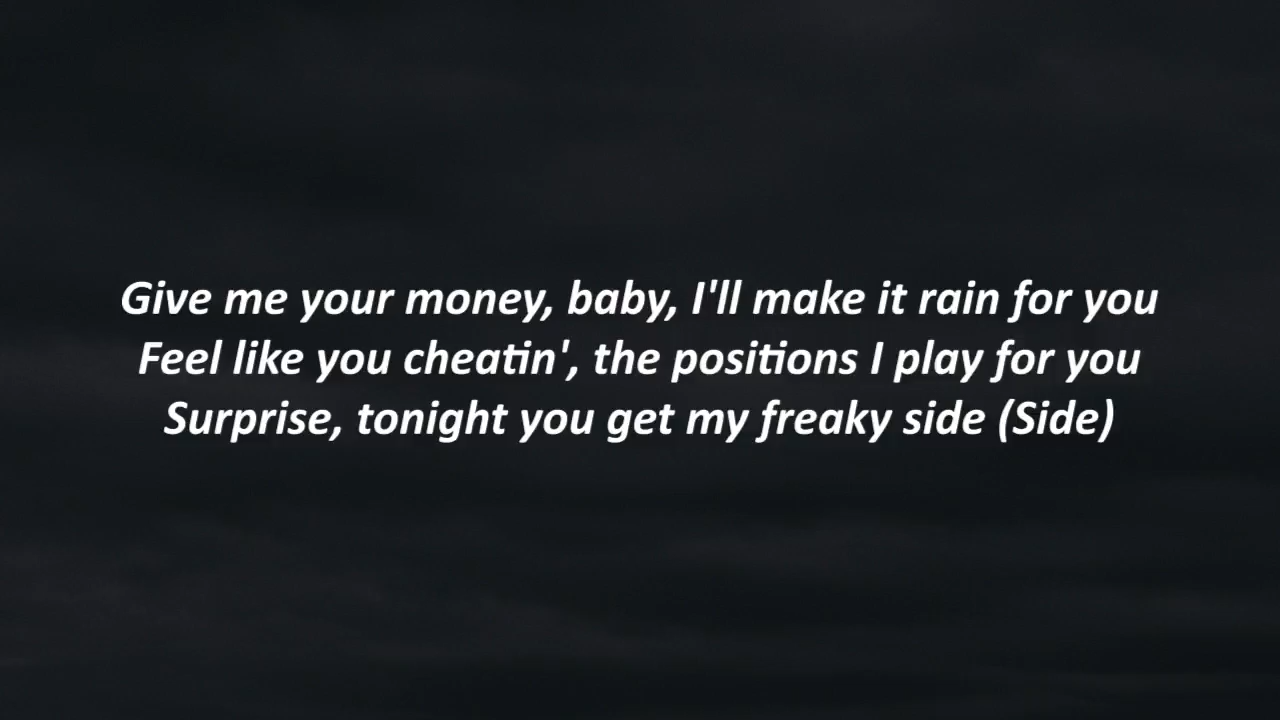 Give me your money, baby, I'll make it rain for you
Feel like you cheatin', the positions I play for you
Surprise, tonight you get my freaky side (Side)